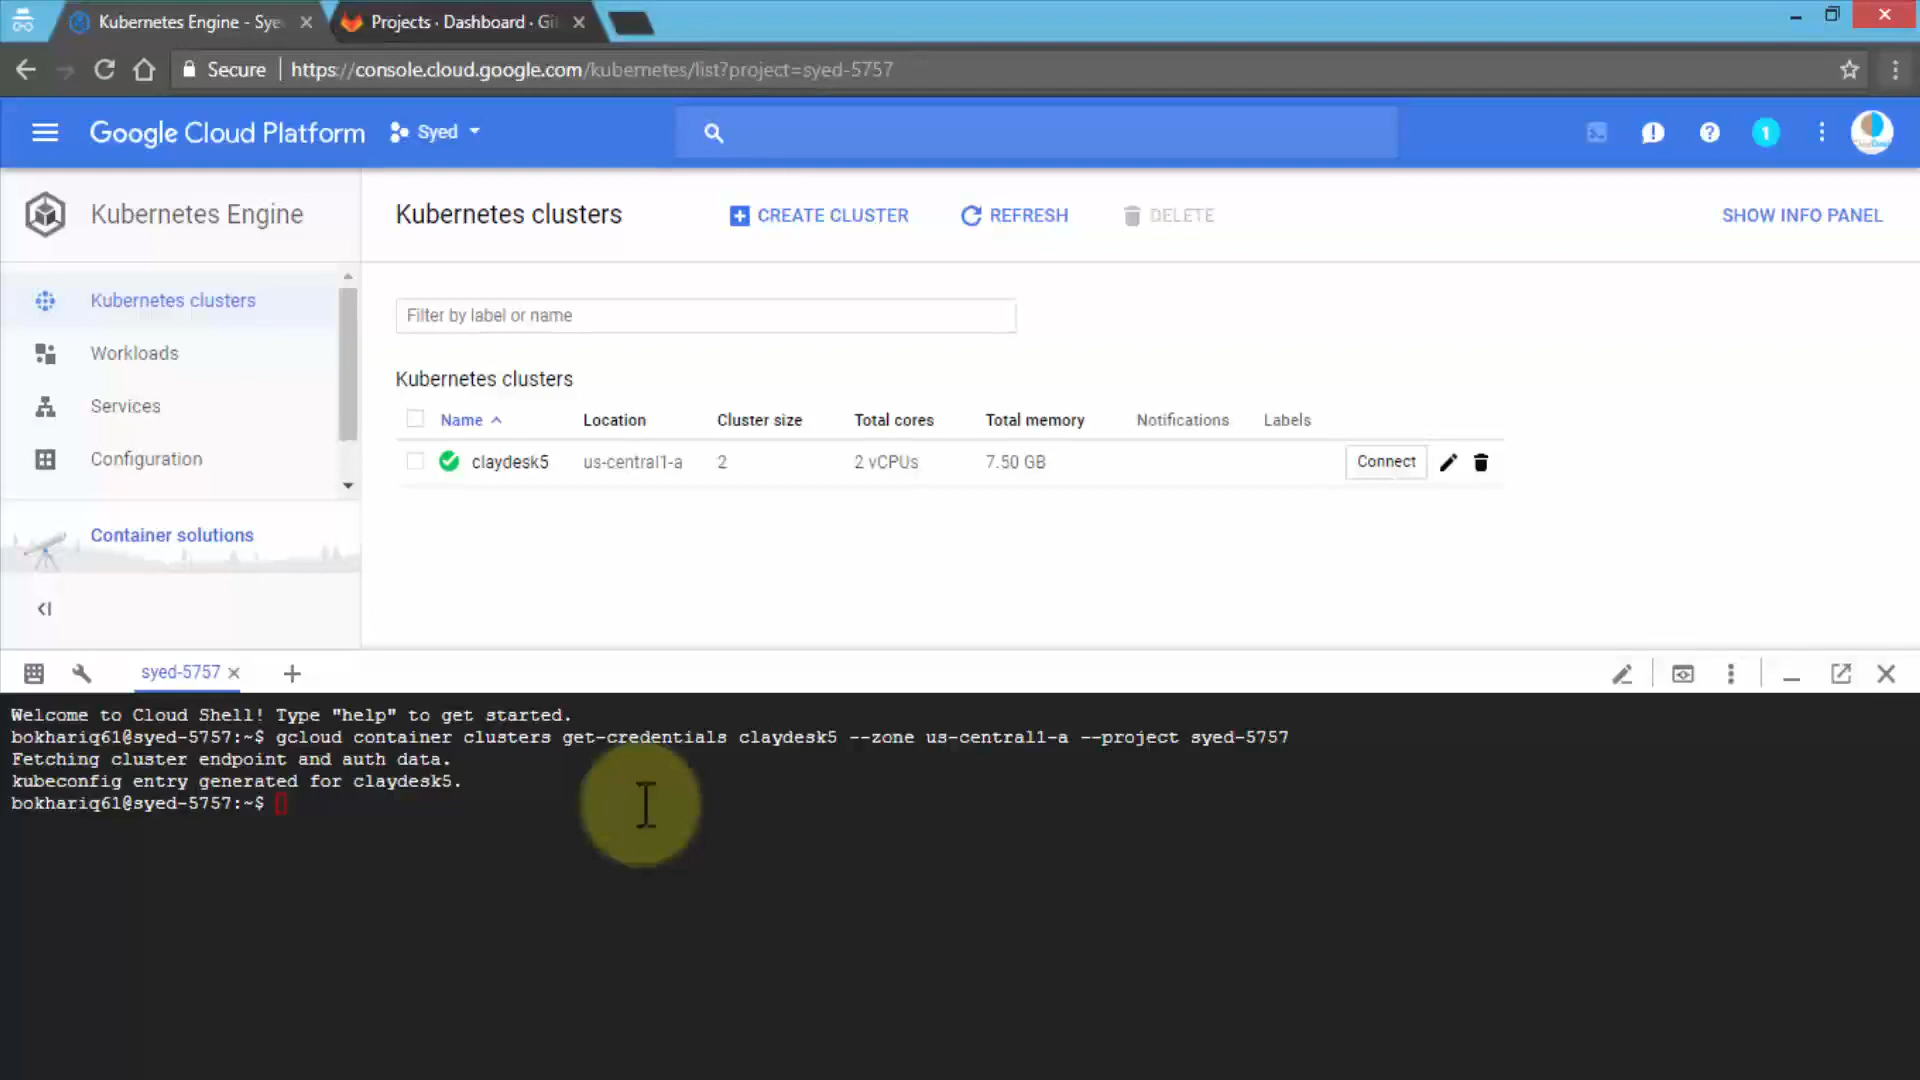 Kubernetes Engine - Sye
Projects · Dashboard · Git
Secure https://console.cloud.google.com/kubernetes/list?project=syed-5757
Google Cloud Platform Syed 1
Kubernetes Engine
Kubernetes clusters CREATE CLUSTER REFRESH DELETE SHOW INFO PANEL
Kubernetes clusters
Workloads
Services
Configuration
Container solutions
Filter by label or name
Kubernetes clusters
Name Location Cluster size Total cores Total memory Notifications Labels
claydesk5 us-central1-a 2 2 vCPUs 7.50 GB Connect
syed-5757
Welcome to Cloud Shell! Type "help" to get started.
bokhariq61@syed-5757:~$ gcloud container clusters get-credentials claydesk5 --zone us-central1-a --project syed-5757
Fetching cluster endpoint and auth data.
kubeconfig entry generated for claydesk5.
bokhariq61@syed-5757:~$